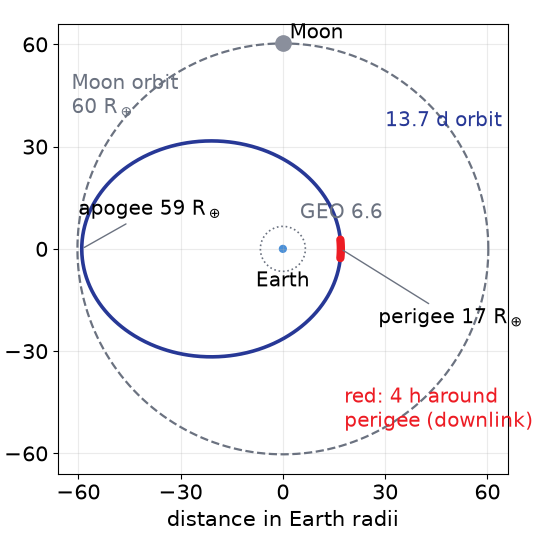 Moon
Moon orbit
60 R⊕
13.7 d orbit
apogee 59 R⊕
GEO 6.6
Earth
perigee 17 R⊕
red: 4 h around
perigee (downlink)
60
30
0
−30
−60
−60 −30 0 30 60
distance in Earth radii